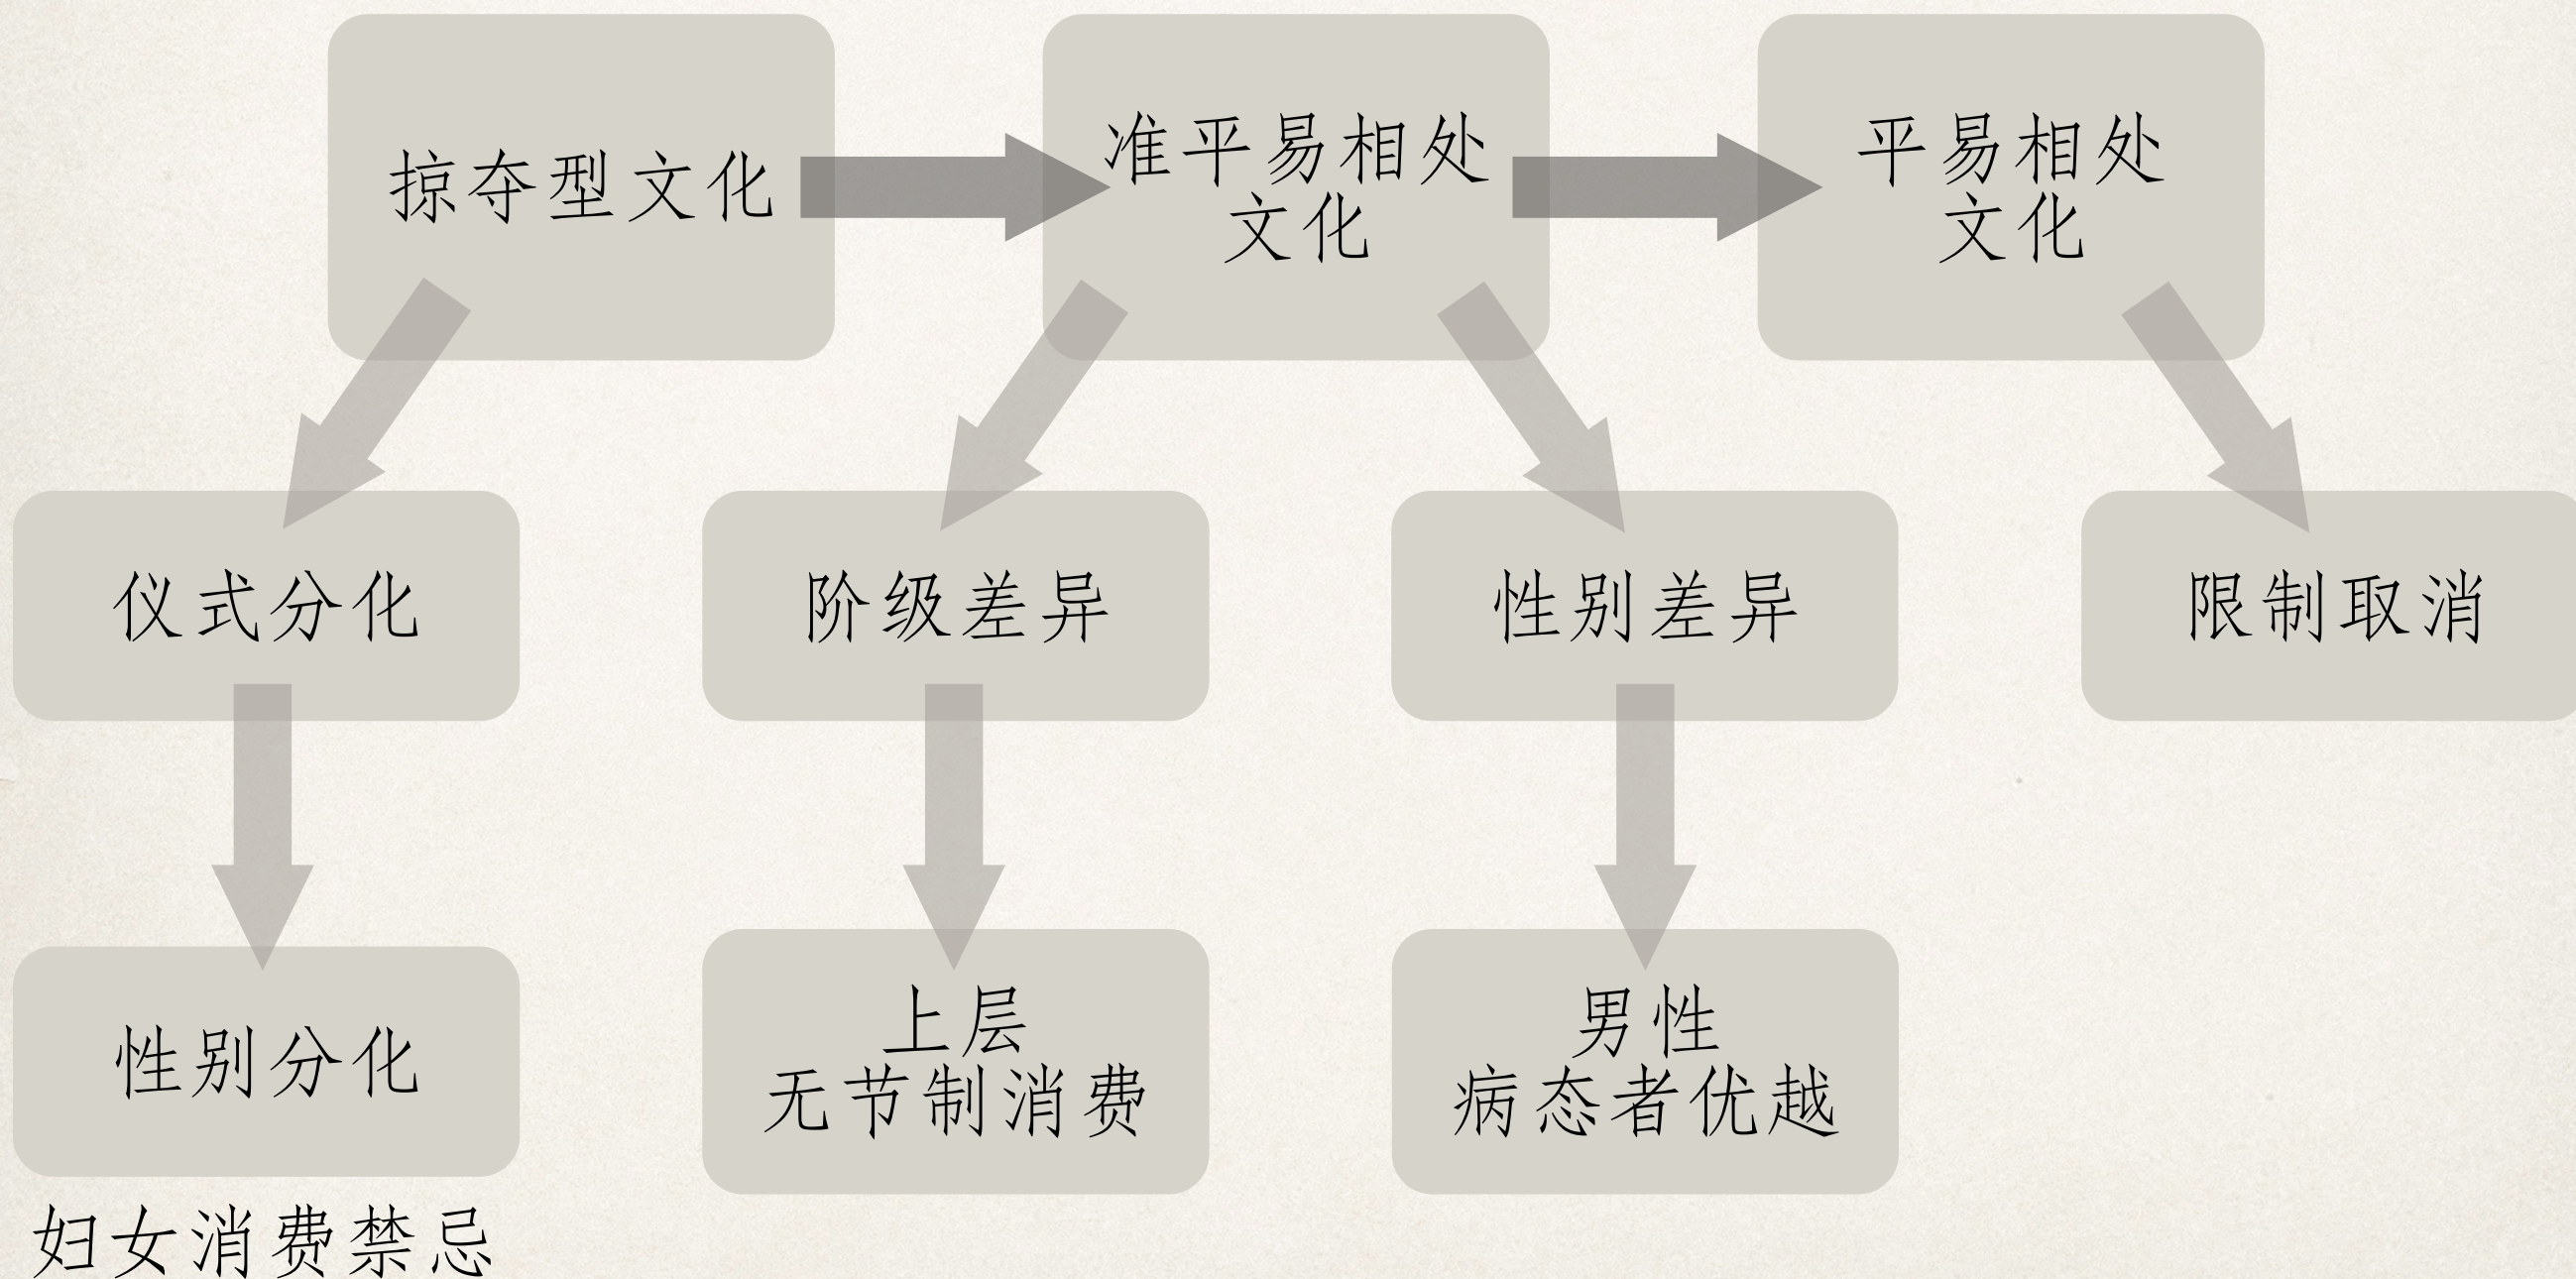 掠夺型文化
准平易相处
文化
平易相处
文化
仪式分化
阶级差异
性别差异
限制取消
性别分化
上层
无节制消费
男性
病态者优越
妇女消费禁忌